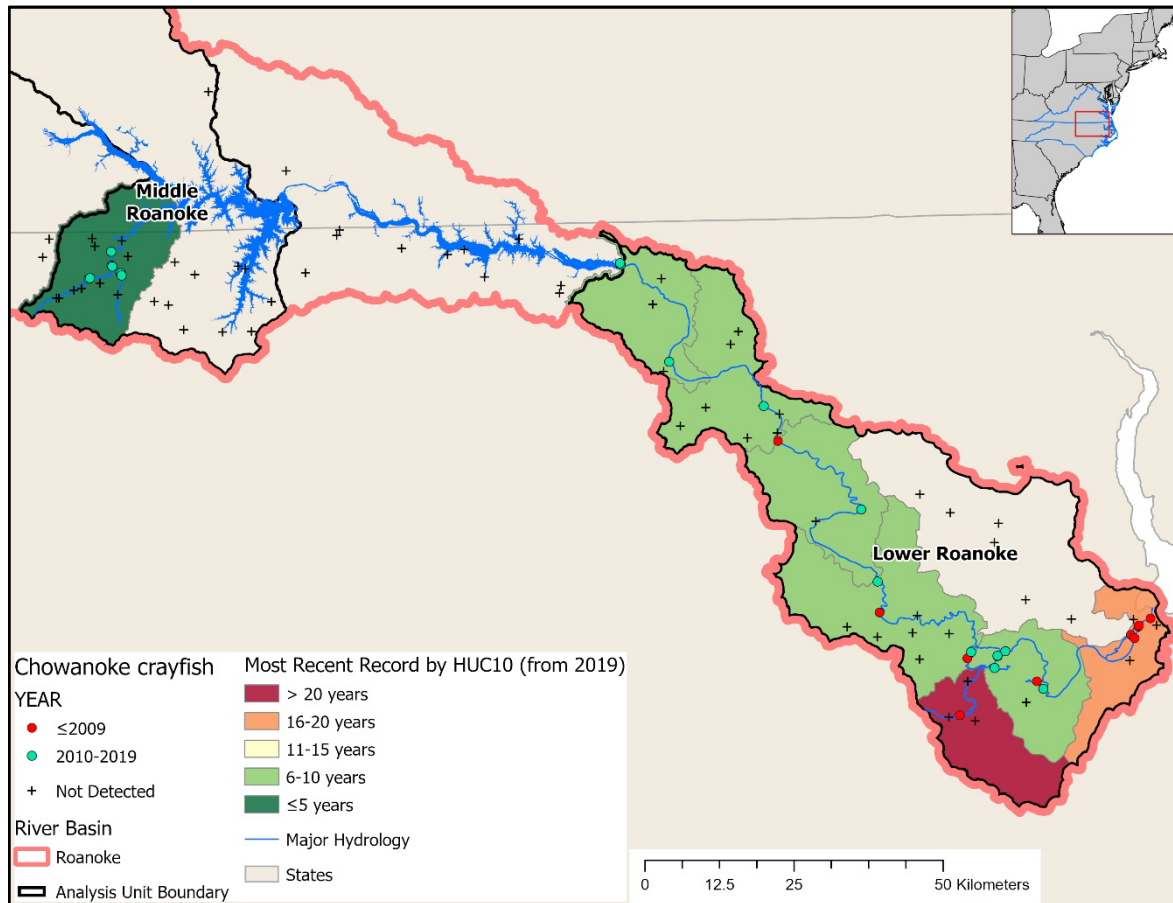 Middle
Roanoke
Lower Roanoke
Chowanoke crayfish
YEAR
≤2009
2010-2019
Not Detected
River Basin
Roanoke
Analysis Unit Boundary
Most Recent Record by HUC10 (from 2019)
> 20 years
16-20 years
11-15 years
6-10 years
≤5 years
Major Hydrology
States
0 12.5 25 50 Kilometers